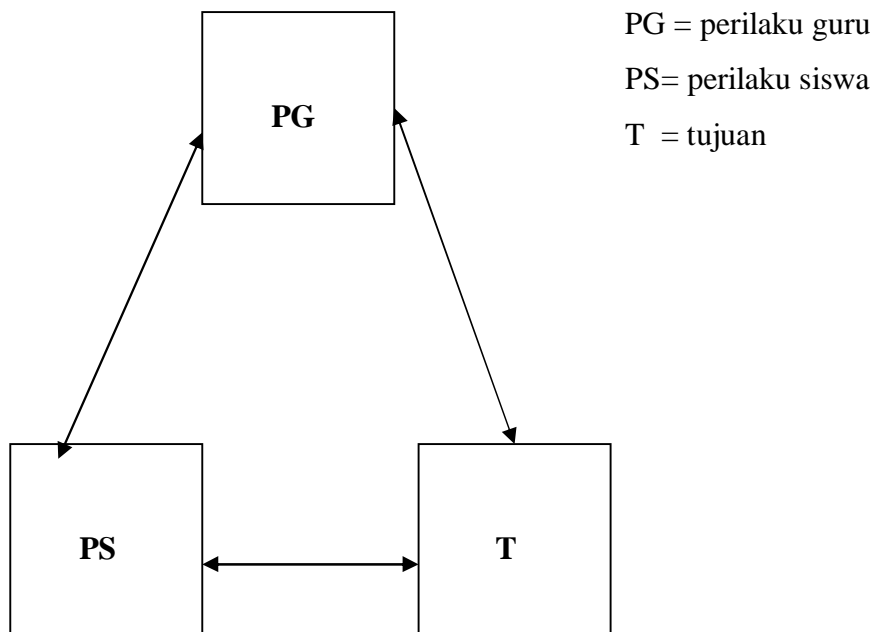 PG = perilaku guru
PS= perilaku siswa
T = tujuan
PG
PS
T